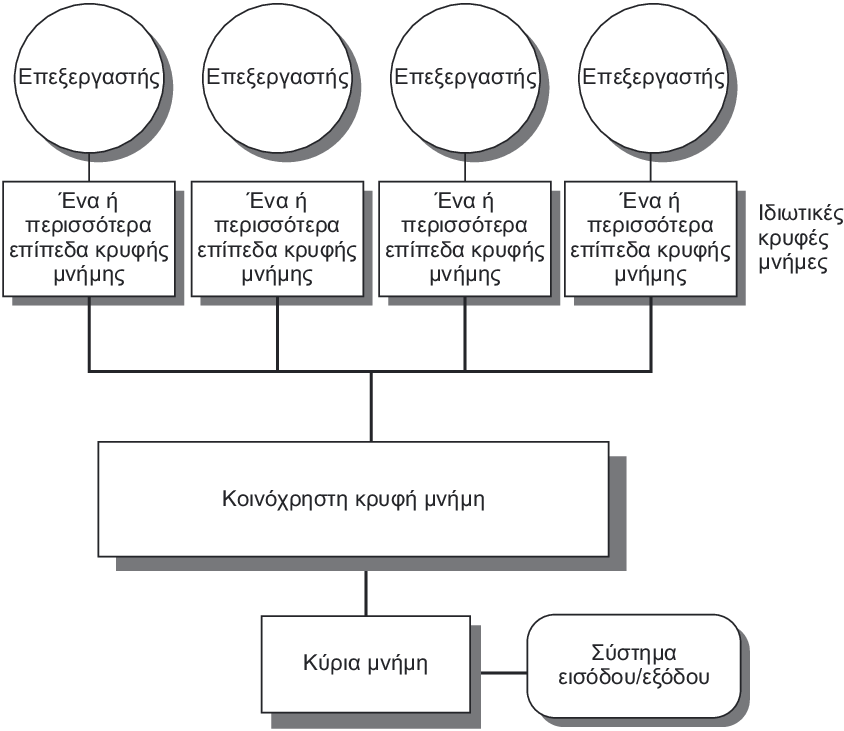 Επεξεργαστής
Επεξεργαστής
Επεξεργαστής
Επεξεργαστής
Ένα ή
περισσότερα
επίπεδα κρυφής
μνήμης
Ένα ή
περισσότερα
επίπεδα κρυφής
μνήμης
Ένα ή
περισσότερα
επίπεδα κρυφής
μνήμης
Ένα ή
περισσότερα
επίπεδα κρυφής
μνήμης
Ιδιωτικές
κρυφές
μνήμες
Κοινόχρηστη κρυφή μνήμη
Κύρια μνήμη
Σύστημα
εισόδου/εξόδου